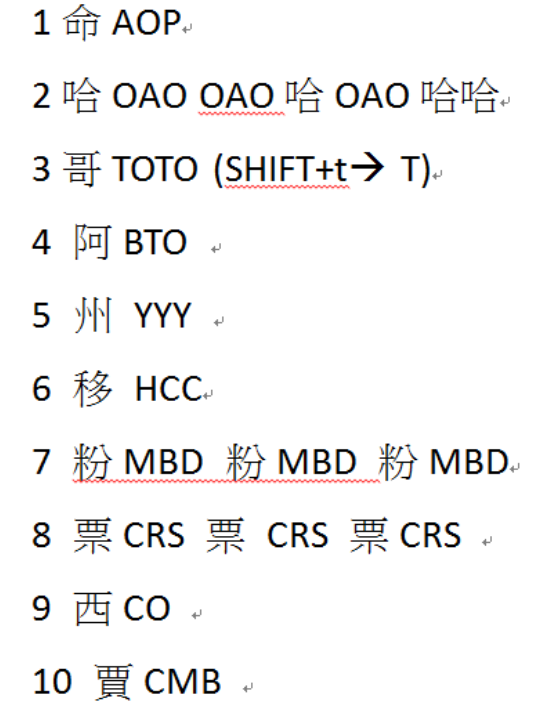 1 命 AOP
2 哈 OAO OAO 哈 OAO 哈哈
3 哥 TOTO (SHIFT+t→ T)
4 阿 BTO
5 州 YYY
6 移 HCC
7 粉 MBD 粉 MBD 粉 MBD
8 票 CRS 票 CRS 票 CRS
9 西 CO
10 賈 CMB